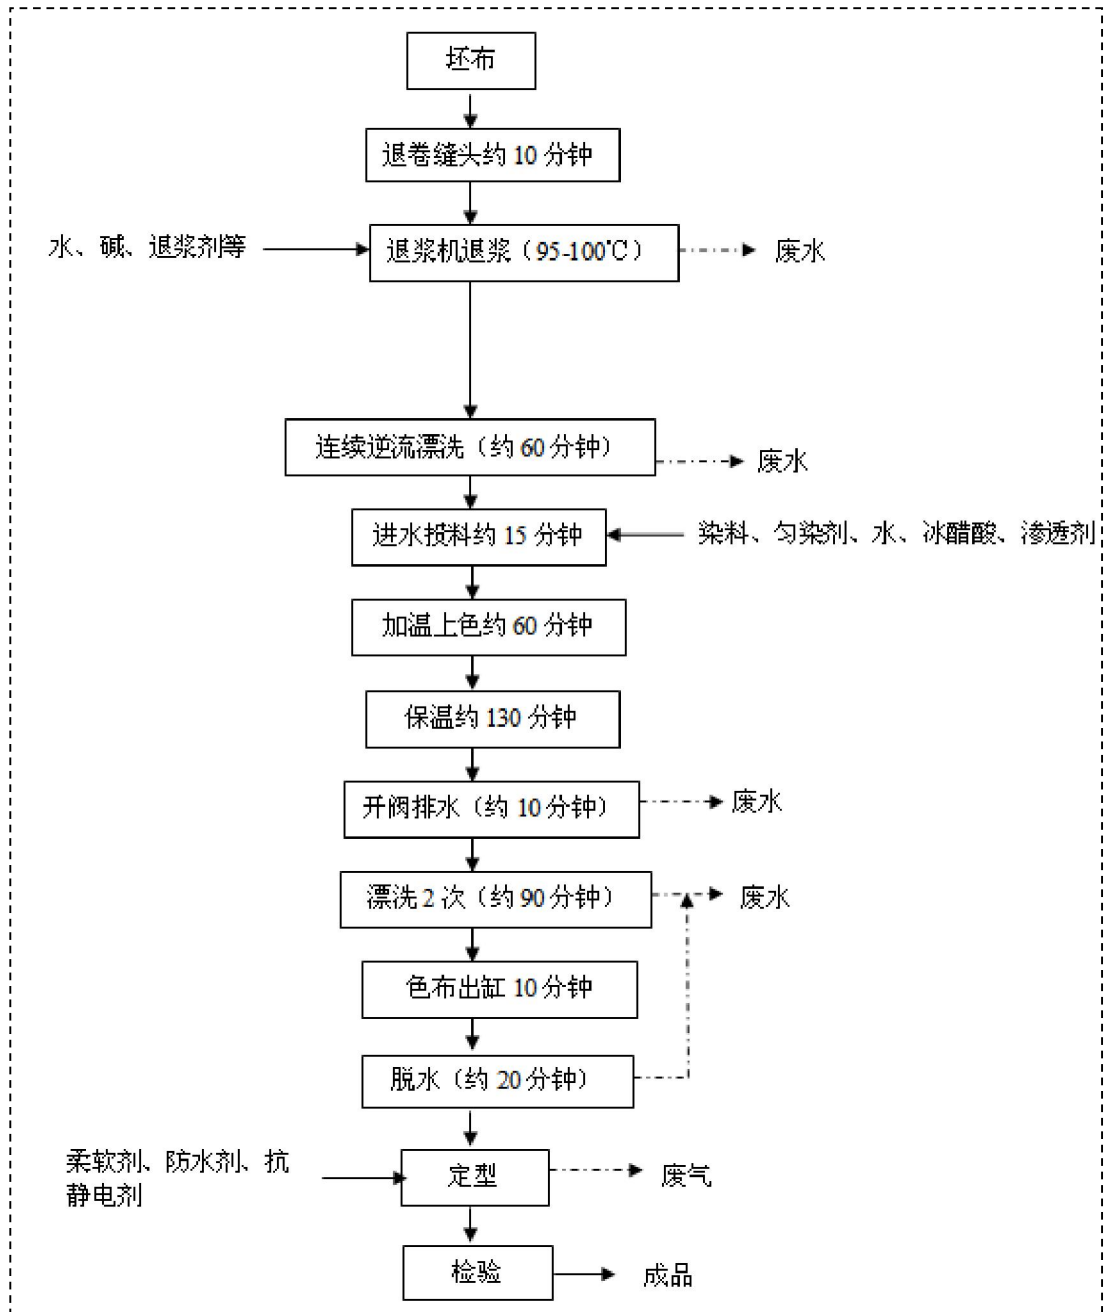 坯布
退卷缝头约 10 分钟
水、碱、退浆剂等
退浆机退浆（95-100℃）
废水
连续逆流漂洗（约 60 分钟）
废水
进水投料约 15 分钟
染料、匀染剂、水、冰醋酸、渗透剂
加温上色约 60 分钟
保温约 130 分钟
开阀排水（约 10 分钟）
废水
漂洗 2 次（约 90 分钟）
废水
色布出缸 10 分钟
脱水（约 20 分钟）
柔软剂、防水剂、抗
静电剂
定型
废气
检验
成品